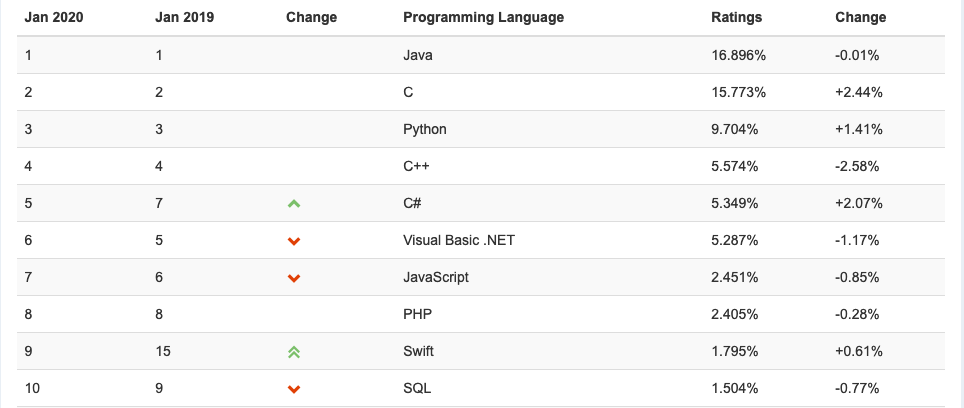 Jan 2020 Jan 2019 Change Programming Language Ratings Change
1 1 Java 16.896% -0.01%
2 2 C 15.773% +2.44%
3 3 Python 9.704% +1.41%
4 4 C++ 5.574% -2.58%
5 7 C# 5.349% +2.07%
6 5 Visual Basic .NET 5.287% -1.17%
7 6 JavaScript 2.451% -0.85%
8 8 PHP 2.405% -0.28%
9 15 Swift 1.795% +0.61%
10 9 SQL 1.504% -0.77%